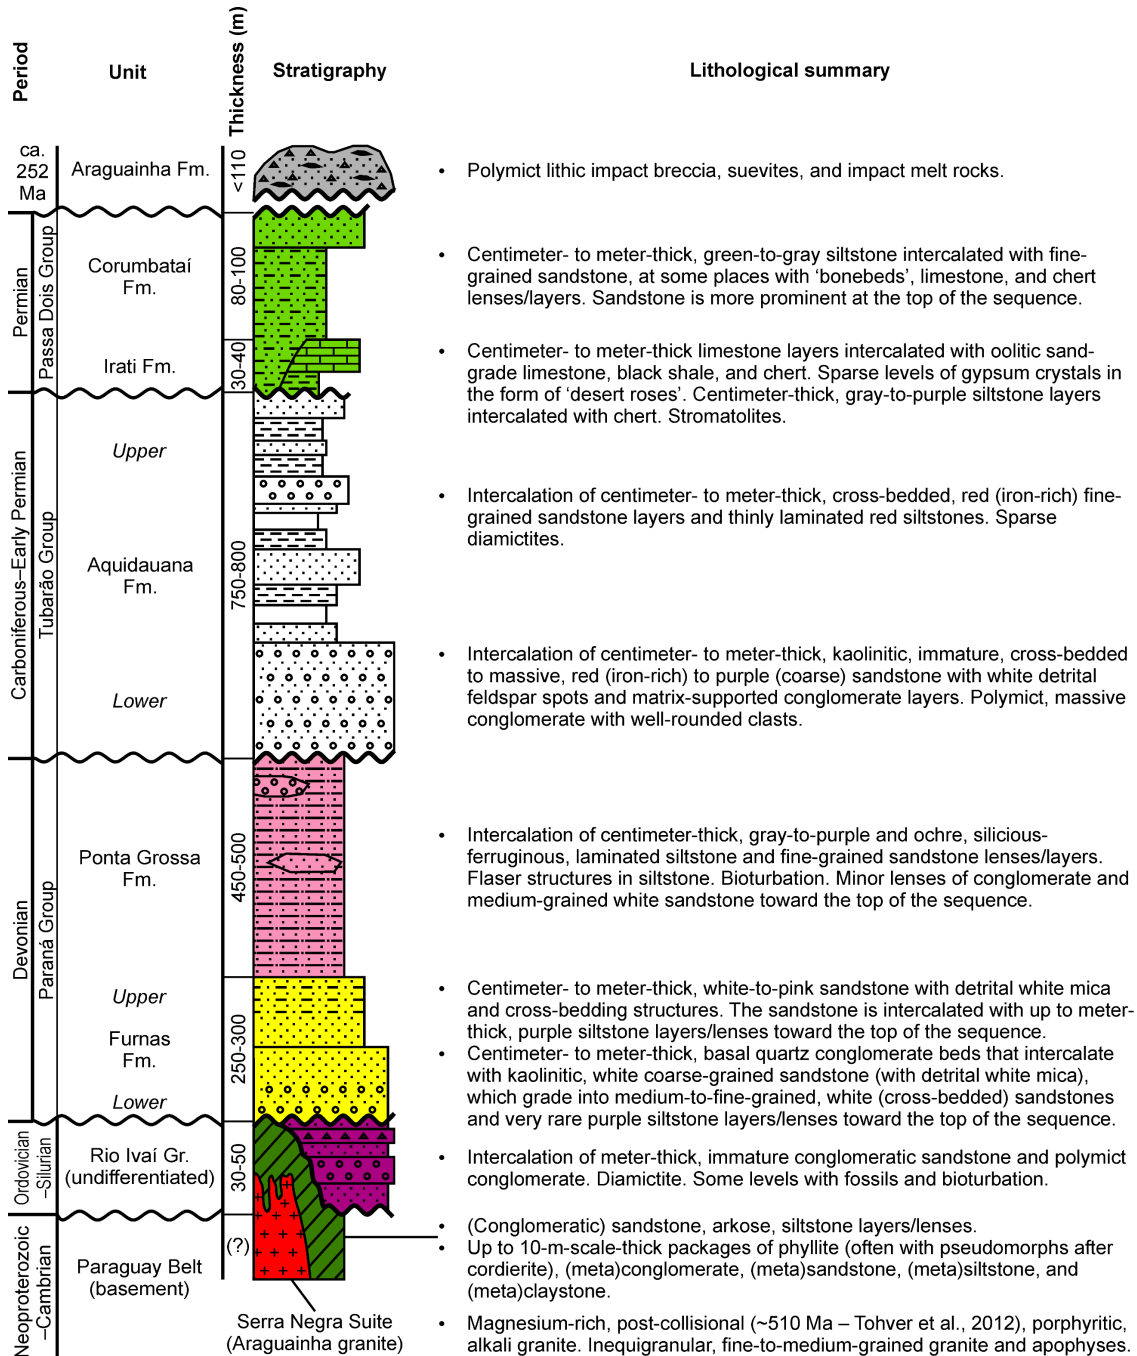 Period
Unit
Thickness (m)
Stratigraphy
Lithological summary
ca.
252
Ma
Araguainha Fm.
<110
• Polymict lithic impact breccia, suevites, and impact melt rocks.
Permian
Passa Dois Group
Corumbataí
Fm.
80-100
• Centimeter- to meter-thick, green-to-gray siltstone intercalated with fine-
grained sandstone, at some places with ‘bonebeds’, limestone, and chert
lenses/layers. Sandstone is more prominent at the top of the sequence.
Irati Fm.
30-40
• Centimeter- to meter-thick limestone layers intercalated with oolitic sand-
grade limestone, black shale, and chert. Sparse levels of gypsum crystals in
the form of ‘desert roses’. Centimeter-thick, gray-to-purple siltstone layers
intercalated with chert. Stromatolites.
Carboniferous–Early Permian
Tubarão Group
Upper
Aquidauana
Fm.
Lower
750-800
• Intercalation of centimeter- to meter-thick, cross-bedded, red (iron-rich) fine-
grained sandstone layers and thinly laminated red siltstones. Sparse
diamictites.
• Intercalation of centimeter- to meter-thick, kaolinitic, immature, cross-bedded
to massive, red (iron-rich) to purple (coarse) sandstone with white detrital
feldspar spots and matrix-supported conglomerate layers. Polymict, massive
conglomerate with well-rounded clasts.
Devonian
Paraná Group
Ponta Grossa
Fm.
450-500
• Intercalation of centimeter-thick, gray-to-purple and ochre, silicious-
ferruginous, laminated siltstone and fine-grained sandstone lenses/layers.
Flaser structures in siltstone. Bioturbation. Minor lenses of conglomerate and
medium-grained white sandstone toward the top of the sequence.
Upper
Furnas
Fm.
Lower
250-300
• Centimeter- to meter-thick, white-to-pink sandstone with detrital white mica
and cross-bedding structures. The sandstone is intercalated with up to meter-
thick, purple siltstone layers/lenses toward the top of the sequence.
• Centimeter- to meter-thick, basal quartz conglomerate beds that intercalate
with kaolinitic, white coarse-grained sandstone (with detrital white mica),
which grade into medium-to-fine-grained, white (cross-bedded) sandstones
and very rare purple siltstone layers/lenses toward the top of the sequence.
Ordovician
–Silurian
Rio Ivaí Gr.
(undifferentiated)
30-50
• Intercalation of meter-thick, immature conglomeratic sandstone and polymict
conglomerate. Diamictite. Some levels with fossils and bioturbation.
Neoproterozoic
–Cambrian
Paraguay Belt
(basement)
(?)
• (Conglomeratic) sandstone, arkose, siltstone layers/lenses.
• Up to 10-m-scale-thick packages of phyllite (often with pseudomorphs after
cordierite), (meta)conglomerate, (meta)sandstone, (meta)siltstone, and
(meta)claystone.
Serra Negra Suite
(Araguainha granite)
• Magnesium-rich, post-collisional (~510 Ma – Tohver et al., 2012), porphyritic,
alkali granite. Inequigranular, fine-to-medium-grained granite and apophyses.